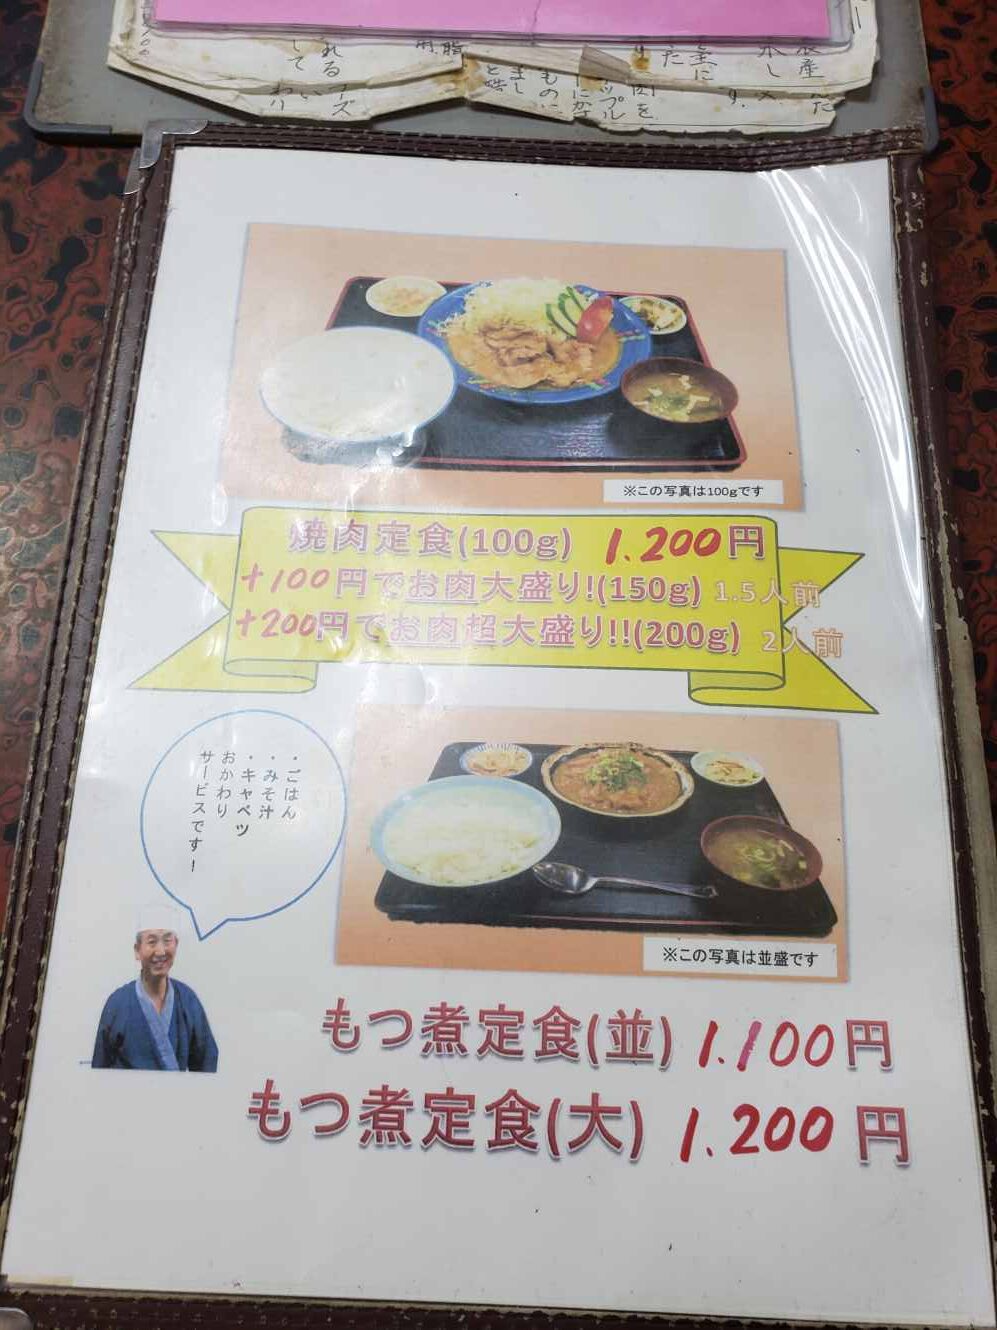 ※この写真は100gです
焼肉定食(100g) 1.200円
+100円でお肉大盛り!(150g) 1.5人前
+200円でお肉超大盛り!!(200g) 2人前
・ごはん
・みそ汁
・キャベツ
おかわり
サービスです!
※この写真は並盛です
もつ煮定食(並) 1.100円
もつ煮定食(大) 1.200円